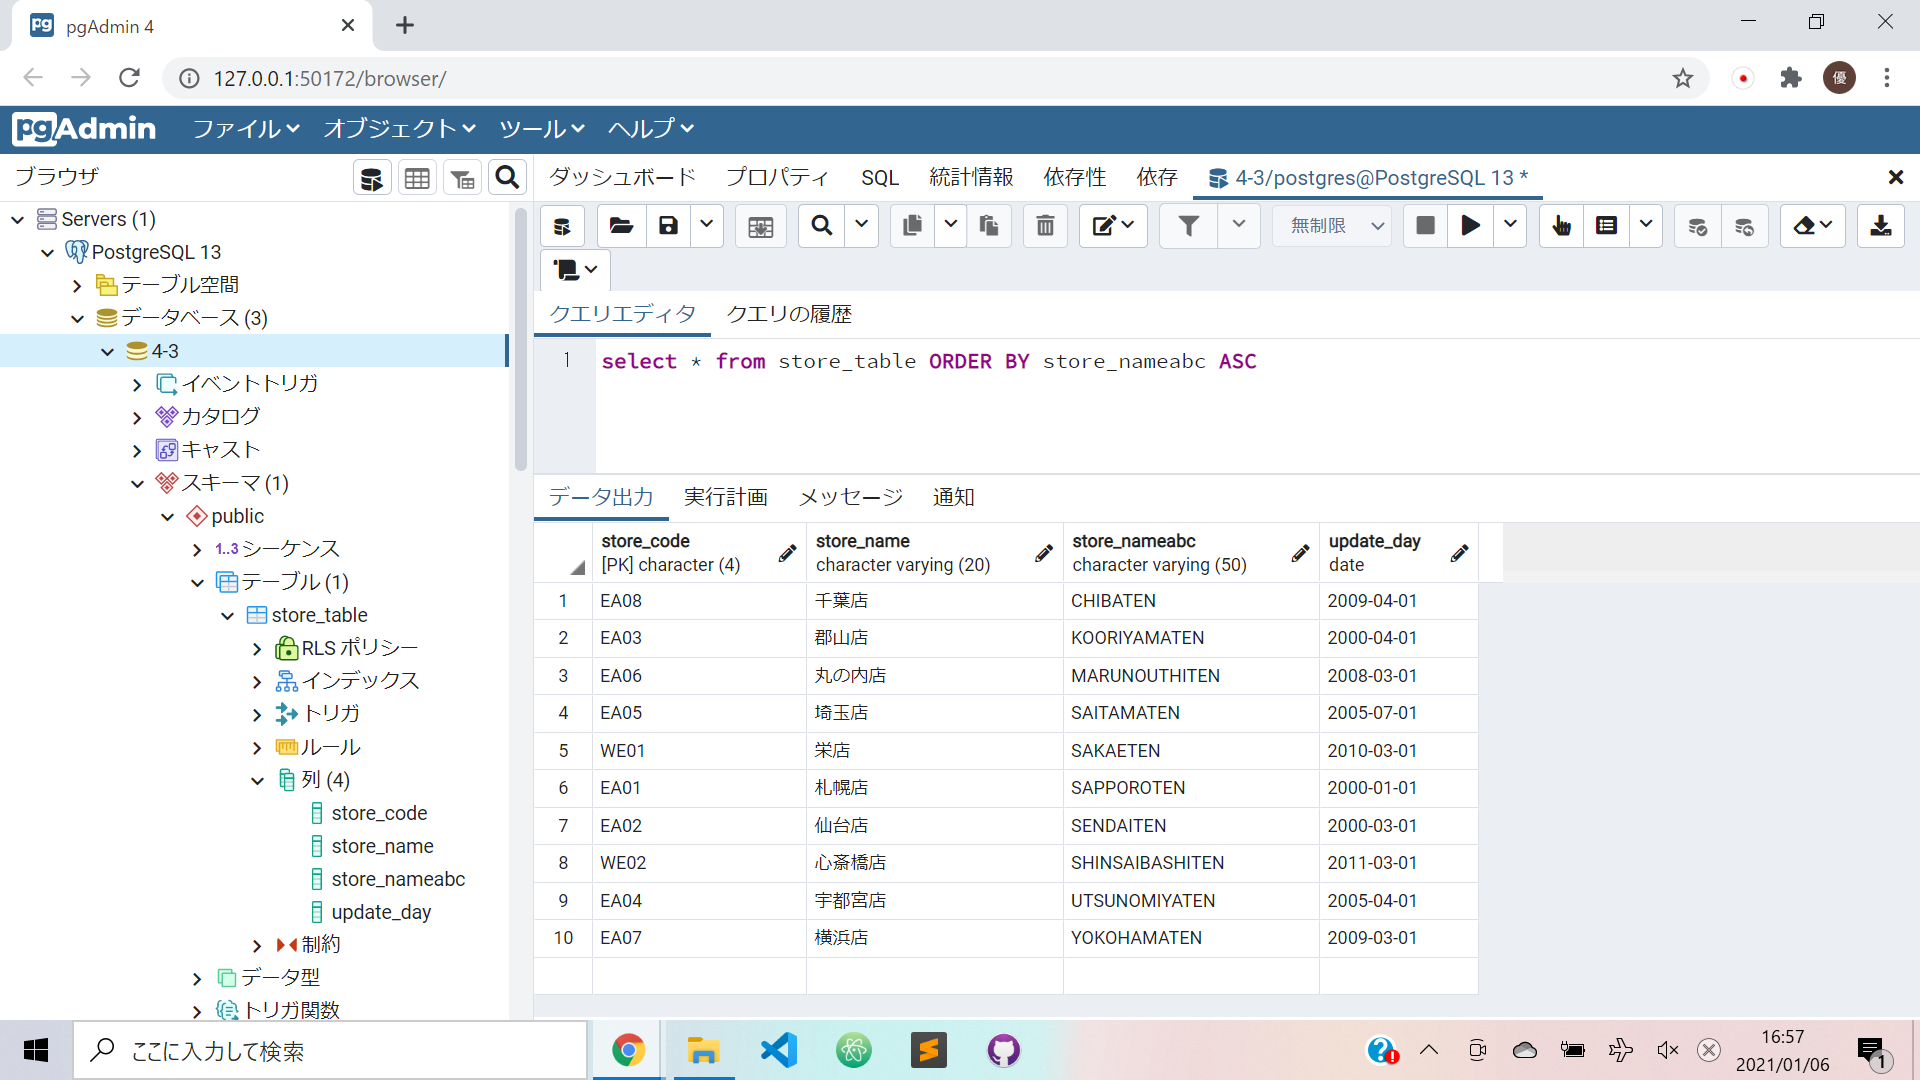 pgAdmin 4
127.0.0.1:50172/browser/
優
pgAdmin ファイル オブジェクト ツール ヘルプ
ブラウザ
ダッシュボード プロパティ SQL 統計情報 依存性 依存 4-3/postgres@PostgreSQL 13 *
無制限
Servers (1)
PostgreSQL 13
テーブル空間
データベース (3)
4-3
イベントトリガ
カタログ
キャスト
スキーマ (1)
public
1..3 シーケンス
テーブル (1)
store_table
RLS ポリシー
インデックス
トリガ
ルール
列 (4)
store_code
store_name
store_nameabc
update_day
制約
データ型
トリガ関数
クエリエディタ クエリの履歴
1 select * from store_table ORDER BY store_nameabc ASC
データ出力 実行計画 メッセージ 通知
store_code store_name store_nameabc update_day
[PK] character (4) character varying (20) character varying (50) date
1 EA08 千葉店 CHIBATEN 2009-04-01
2 EA03 郡山店 KOORIYAMATEN 2000-04-01
3 EA06 丸の内店 MARUNOUTHITEN 2008-03-01
4 EA05 埼玉店 SAITAMATEN 2005-07-01
5 WE01 栄店 SAKAETEN 2010-03-01
6 EA01 札幌店 SAPPOROTEN 2000-01-01
7 EA02 仙台店 SENDAITEN 2000-03-01
8 WE02 心斎橋店 SHINSAIBASHITEN 2011-03-01
9 EA04 宇都宮店 UTSUNOMIYATEN 2005-04-01
10 EA07 横浜店 YOKOHAMATEN 2009-03-01
ここに入力して検索
16:57
2021/01/06
1